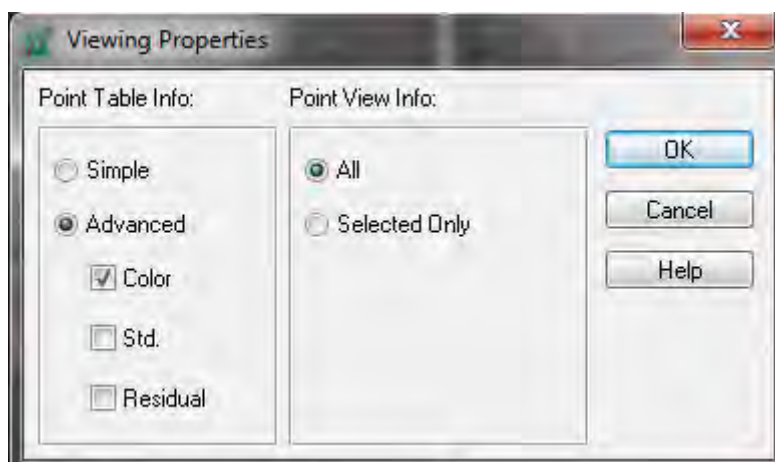 Viewing Properties
Point Table Info:
Simple
Advanced
Color
Std.
Residual
Point View Info:
All
Selected Only
OK
Cancel
Help